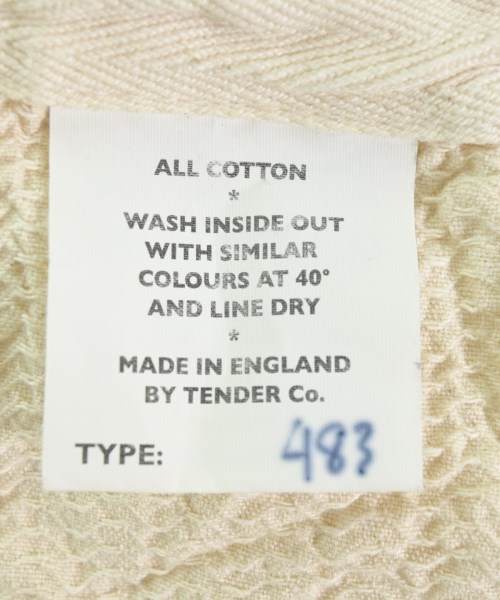 ALL COTTON
*
WASH INSIDE OUT
WITH SIMILAR
COLOURS AT 40°
AND LINE DRY
*
MADE IN ENGLAND
BY TENDER Co.
TYPE: 483